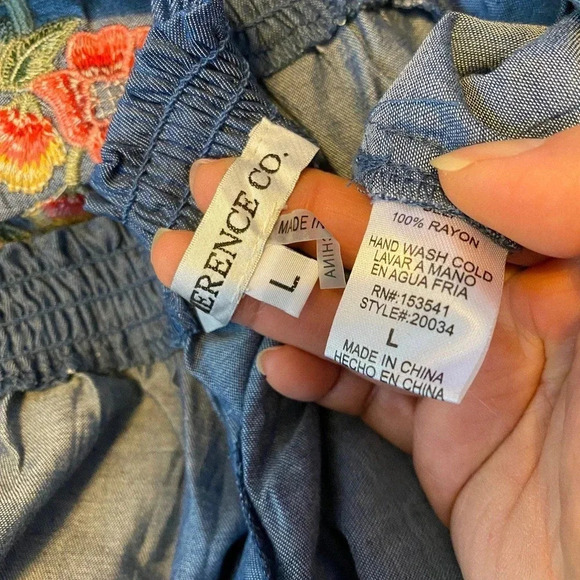 ERENCE CO.
MADE IN
CHINA
L
100% RAYON
HAND WASH COLD
LAVAR A MANO
EN AGUA FRIA
RN#:153541
STYLE#:20034
L
MADE IN CHINA
HECHO EN CHINA